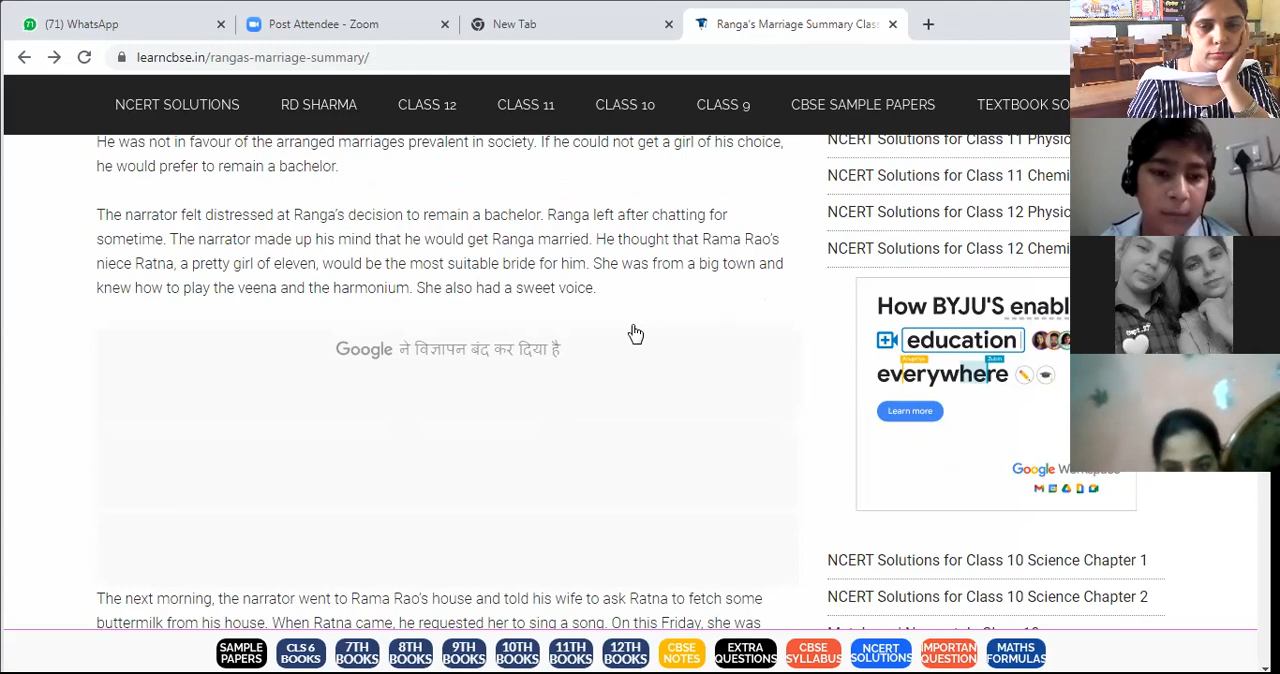 (71) WhatsApp
Post Attendee - Zoom
New Tab
Ranga's Marriage Summary Class
learncbse.in/rangas-marriage-summary/
NCERT SOLUTIONS RD SHARMA CLASS 12 CLASS 11 CLASS 10 CLASS 9 CBSE SAMPLE PAPERS TEXTBOOK SO
He was not in favour of the arranged marriages prevalent in society. If he could not get a girl of his choice,
he would prefer to remain a bachelor.
The narrator felt distressed at Ranga's decision to remain a bachelor. Ranga left after chatting for
sometime. The narrator made up his mind that he would get Ranga married. He thought that Rama Rao's
niece Ratna, a pretty girl of eleven, would be the most suitable bride for him. She was from a big town and
knew how to play the veena and the harmonium. She also had a sweet voice.
Google ने विज्ञापन बंद कर दिया है
The next morning, the narrator went to Rama Rao's house and told his wife to ask Ratna to fetch some
buttermilk from his house. When Ratna came, he requested her to sing a song. On this Friday, she was
NCERT Solutions for Class 11 Physic
NCERT Solutions for Class 11 Chemi
NCERT Solutions for Class 12 Physic
NCERT Solutions for Class 12 Chemi
How BYJU'S enabl
education
everywhere
Learn more
Google Workspace
NCERT Solutions for Class 10 Science Chapter 1
NCERT Solutions for Class 10 Science Chapter 2
SAMPLE PAPERS
CLS 6 BOOKS
7TH BOOKS
8TH BOOKS
9TH BOOKS
10TH BOOKS
11TH BOOKS
12TH BOOKS
CBSE NOTES
EXTRA QUESTIONS
CBSE SYLLABUS
NCERT SOLUTIONS
IMPORTAN QUESTION
MATHS FORMULAS